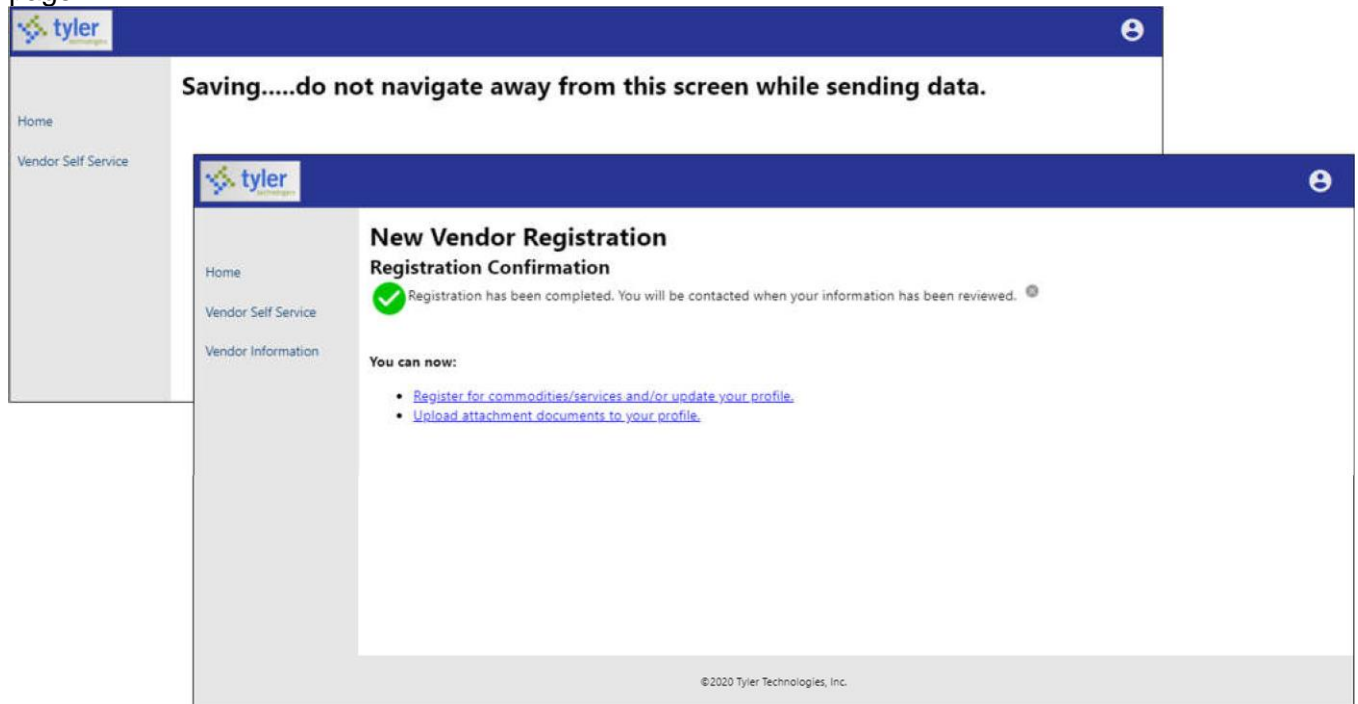 page
tyler
technologies
Saving.....do not navigate away from this screen while sending data.
Home
Vendor Self Service
tyler
technologies
New Vendor Registration
Registration Confirmation
Home
Registration has been completed. You will be contacted when your information has been reviewed.
Vendor Self Service
Vendor Information
You can now:
• Register for commodities/services and/or update your profile.
• Upload attachment documents to your profile.
©2020 Tyler Technologies, Inc.